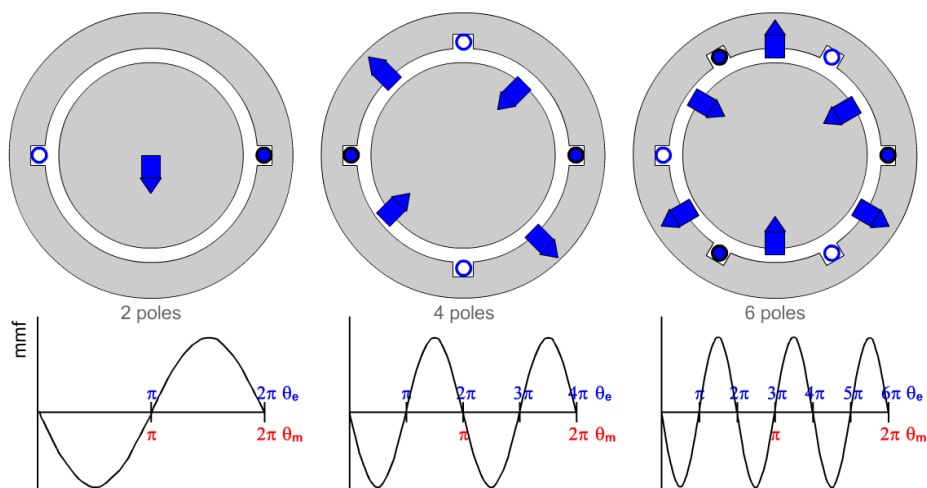 2 poles
4 poles
6 poles
mmf
π
2π θe
π
2π θm
π
2π
3π
4π θe
π
2π θm
π
2π
3π
4π
5π
6π θe
π
2π θm